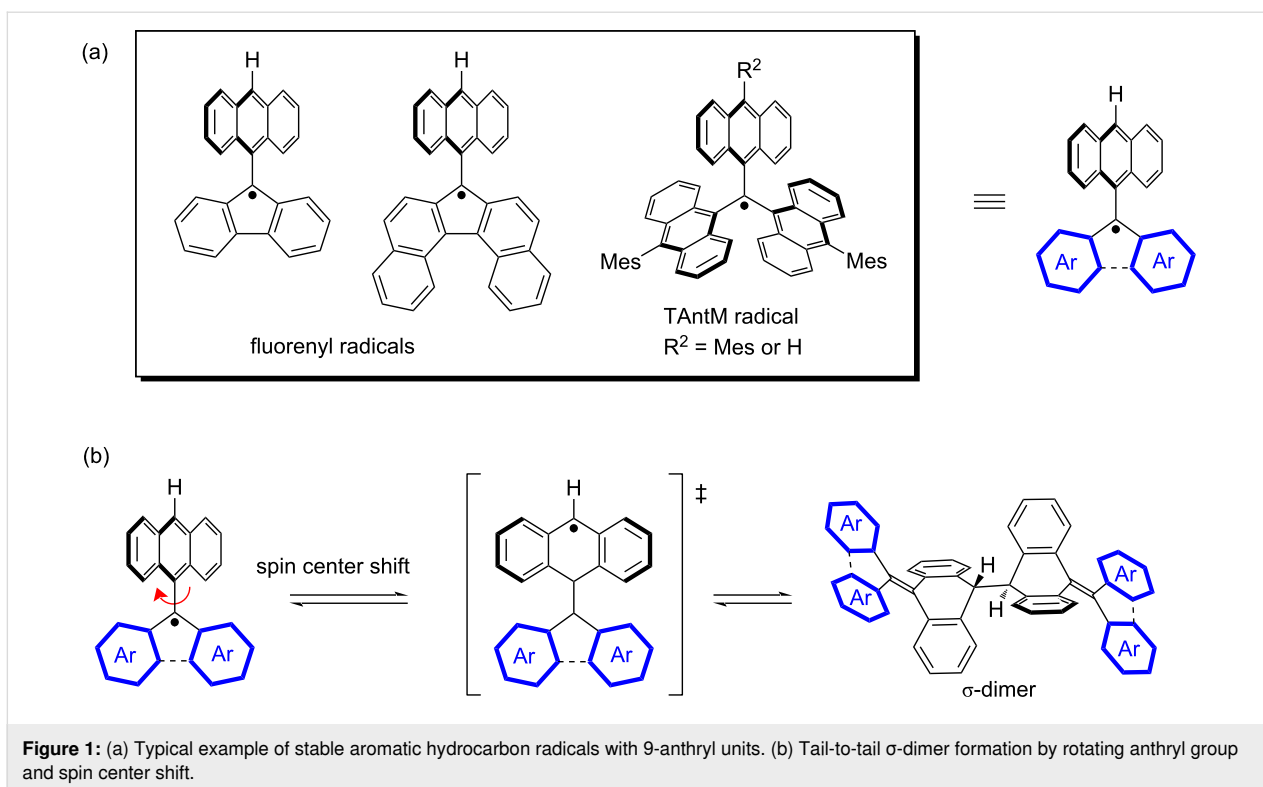 (a)
H
H
R2
Mes
Mes
fluorenyl radicals
TAntM radical
R2 = Mes or H
H
Ar
Ar
(b)
H
Ar
Ar
spin center shift
H
Ar
Ar
‡
Ar
Ar
H
H
Ar
Ar
σ-dimer
Figure 1: (a) Typical example of stable aromatic hydrocarbon radicals with 9-anthryl units. (b) Tail-to-tail σ-dimer formation by rotating anthryl group
and spin center shift.